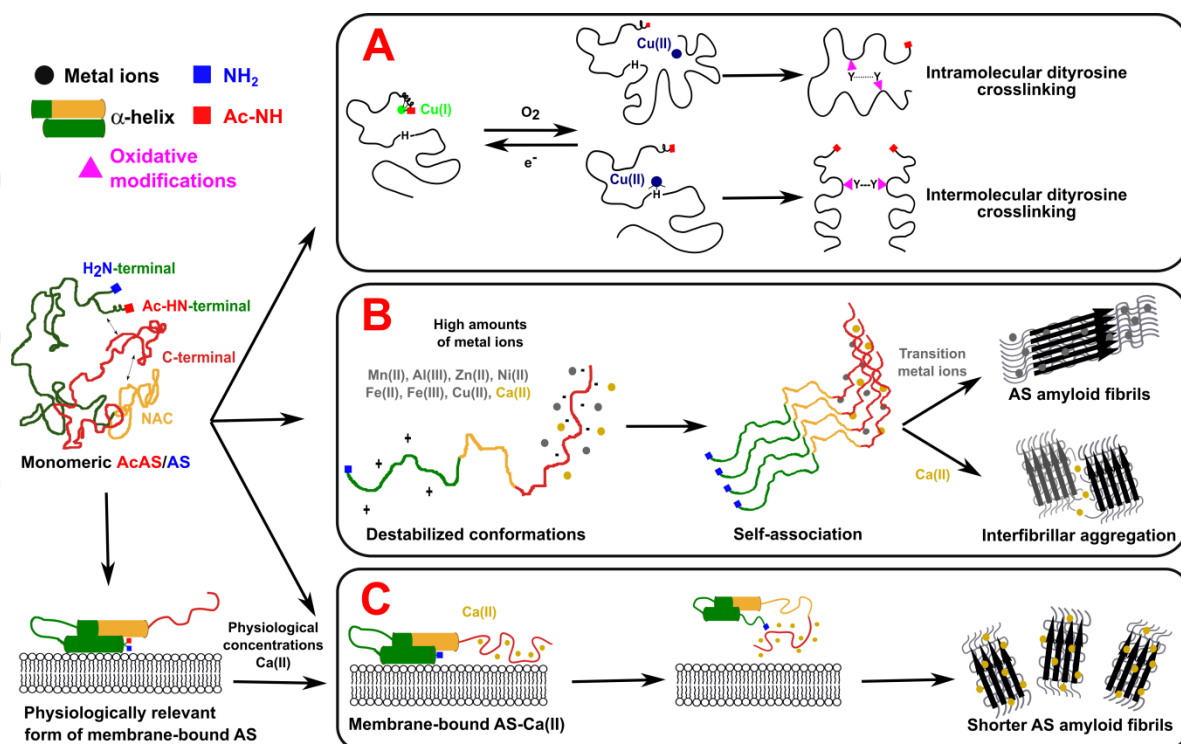 Metal ions
NH2
α-helix
Ac-NH
Oxidative
modifications
H2N-terminal
Ac-HN-terminal
C-terminal
NAC
Monomeric AcAS/AS
Physiologically relevant
form of membrane-bound AS
Physiological
concentrations
Ca(II)
A
Cu(I)
H
O2
e-
Cu(II)
H
Cu(II)
H
Y Y
Y Y
Intramolecular dityrosine
crosslinking
Intermolecular dityrosine
crosslinking
B
High amounts
of metal ions
Mn(II), Al(III), Zn(II), Ni(II)
Fe(II), Fe(III), Cu(II), Ca(II)
Destabilized conformations
Self-association
Transition
metal ions
Ca(II)
AS amyloid fibrils
Interfibrillar aggregation
C
Ca(II)
Membrane-bound AS-Ca(II)
Shorter AS amyloid fibrils